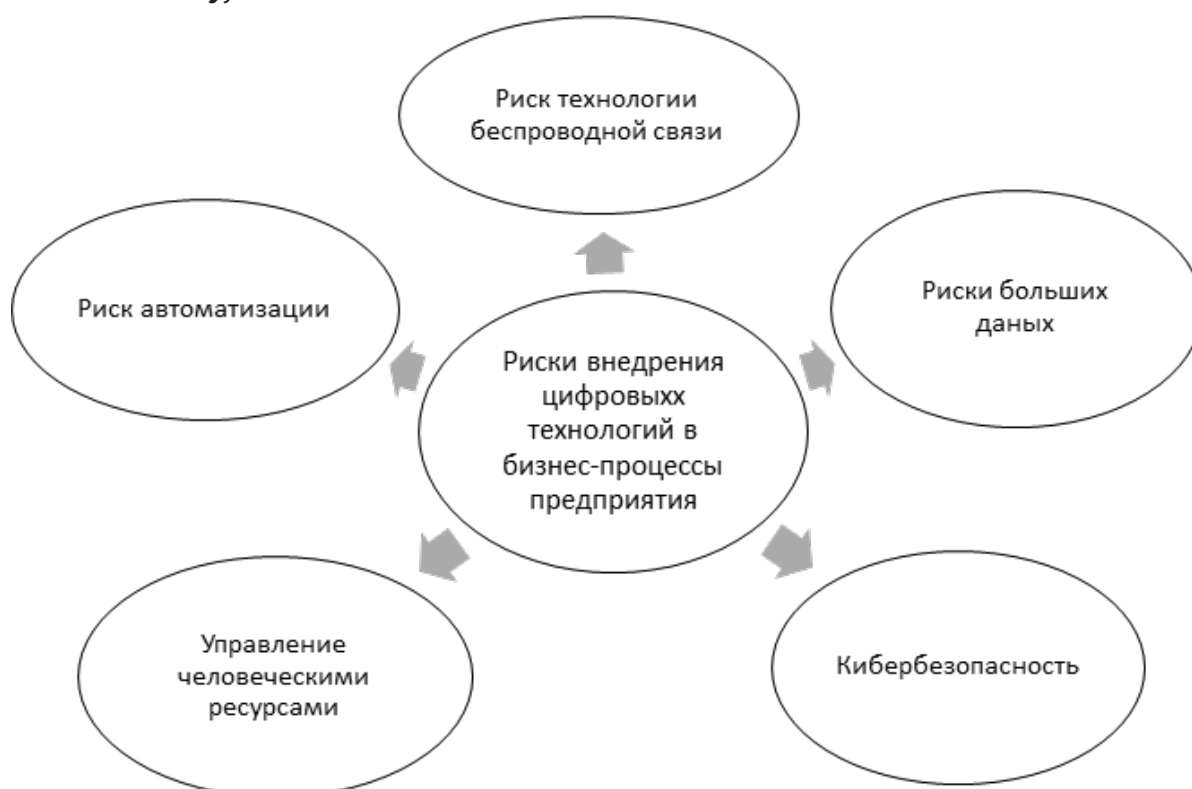 Риск технологии
беспроводной связи
Риск автоматизации
Риски больших
даных
Риски внедрения
цифровыхх
технологий в
бизнес-процессы
предприятия
Управление
человеческими
ресурсами
Кибербезопасность